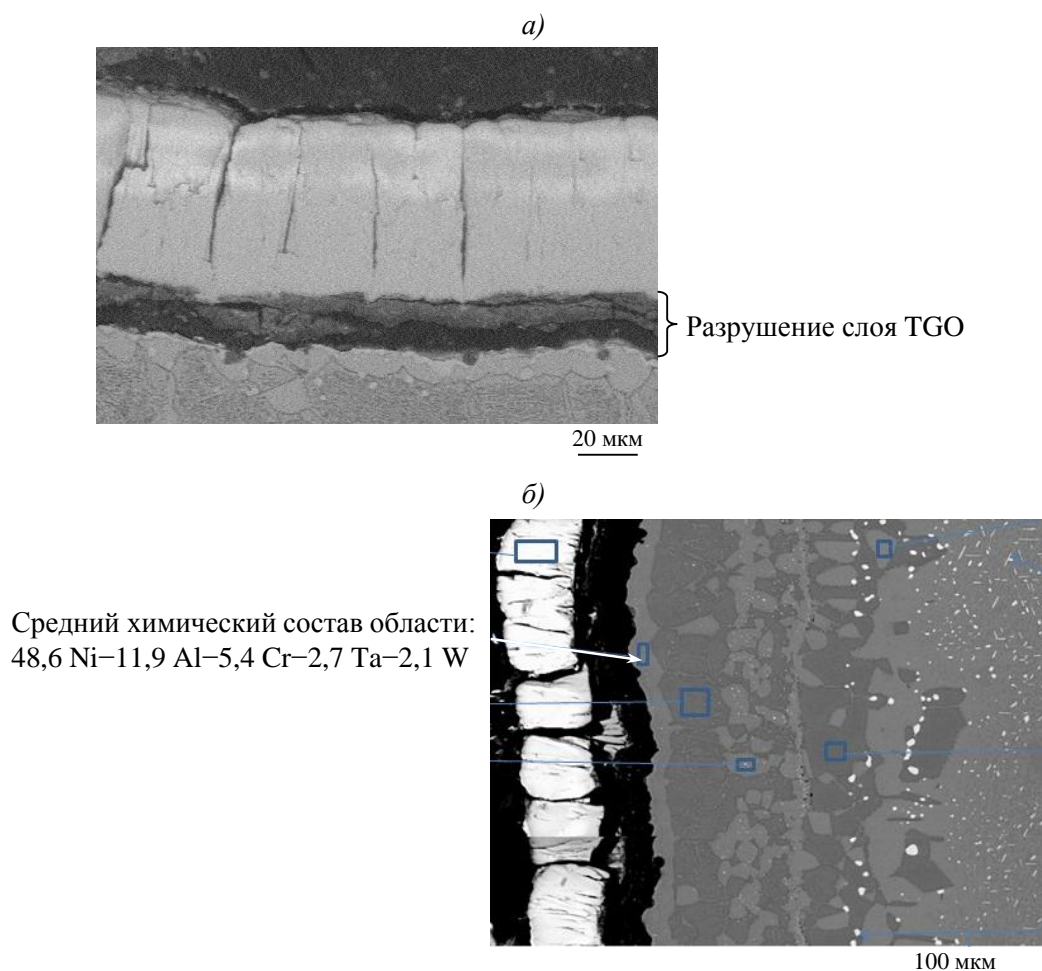 а)
Разрушение слоя TGO
20 мкм
б)
Средний химический состав области:
48,6 Ni−11,9 Al−5,4 Cr−2,7 Ta−2,1 W
100 мкм